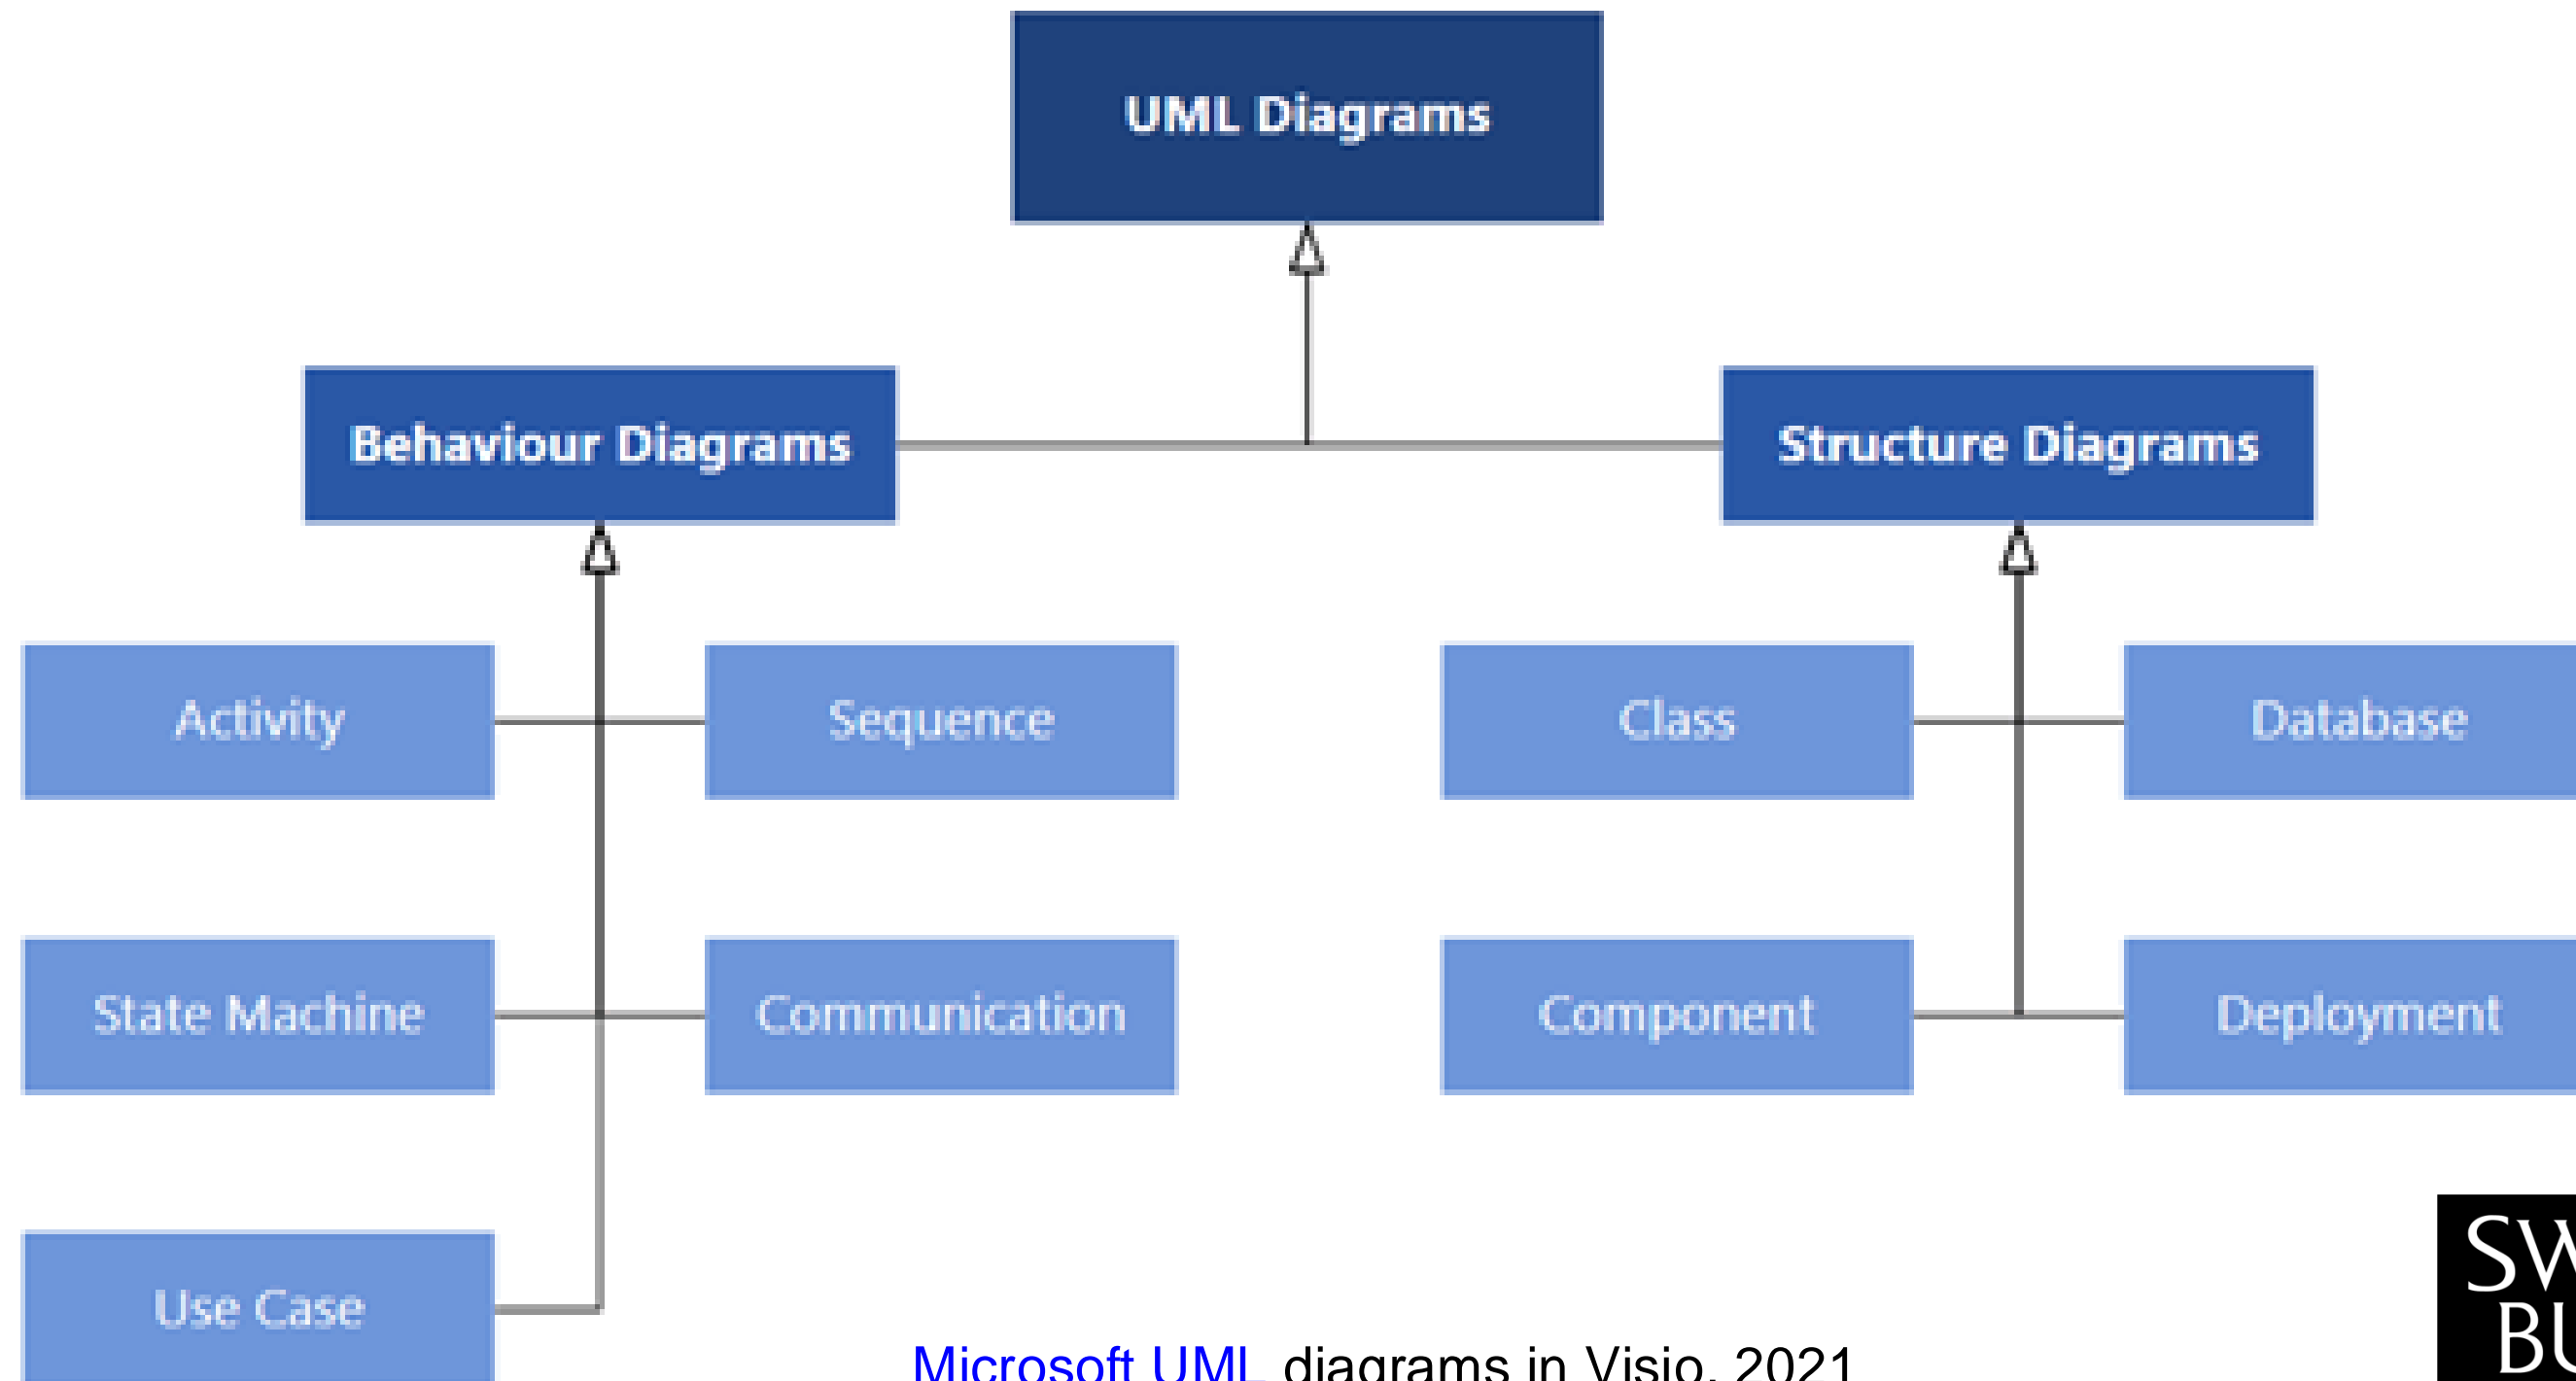 UML Diagrams
Behaviour Diagrams
Structure Diagrams
Activity
Sequence
Class
Database
State Machine
Communication
Component
Deployment
Use Case
Microsoft UML diagrams in Visio, 2021